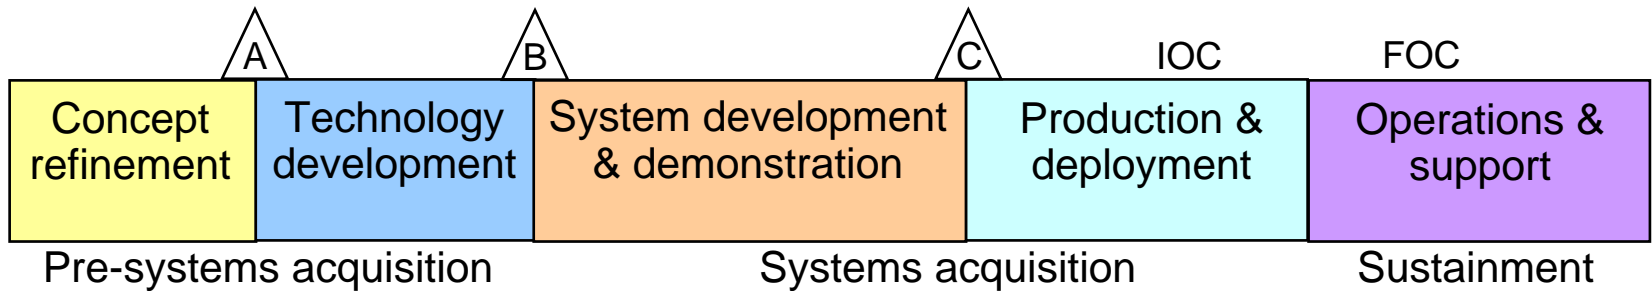 A
B
C
IOC
FOC
Concept
refinement
Technology
development
System development
& demonstration
Production &
deployment
Operations &
support
Pre-systems acquisition
Systems acquisition
Sustainment